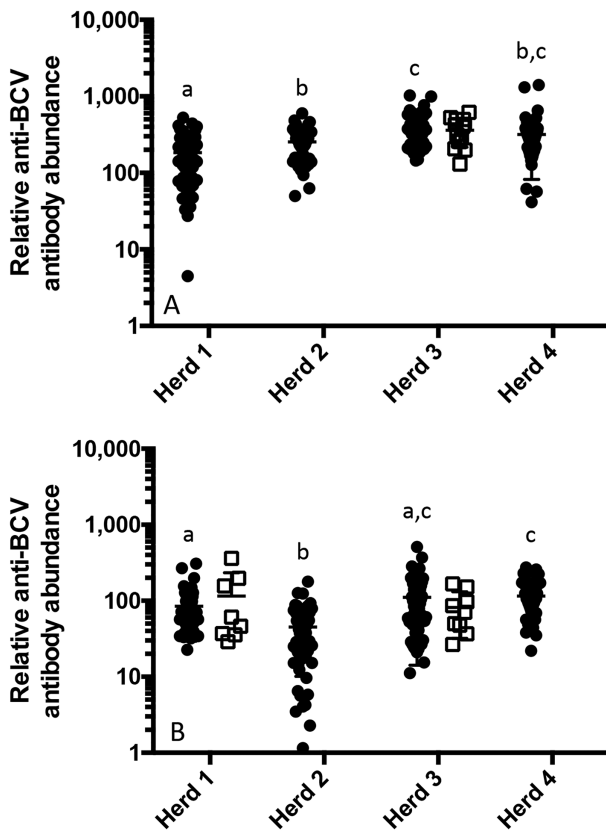 Relative anti-BCV
antibody abundance
10,000
1,000
100
10
1
a
b
c
b,c
A
Herd 1
Herd 2
Herd 3
Herd 4
Relative anti-BCV
antibody abundance
10,000
1,000
100
10
1
a
b
a,c
c
B
Herd 1
Herd 2
Herd 3
Herd 4